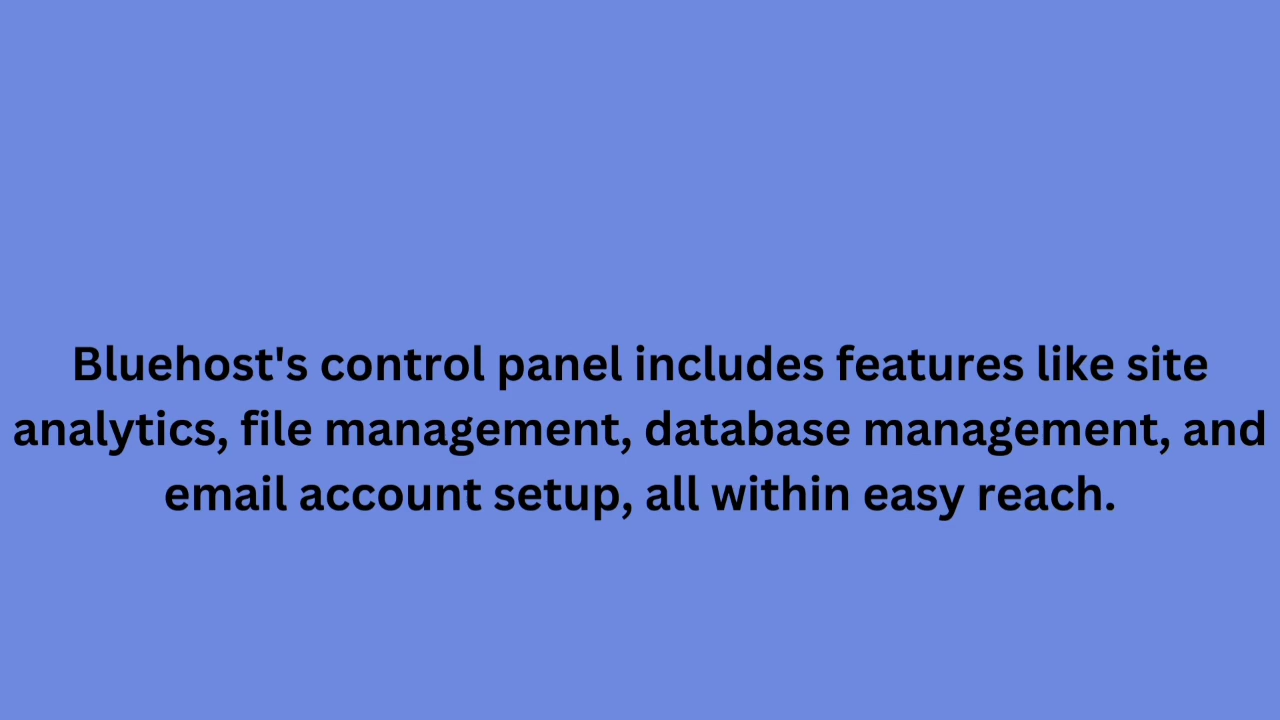 Bluehost's control panel includes features like site
analytics, file management, database management, and
email account setup, all within easy reach.